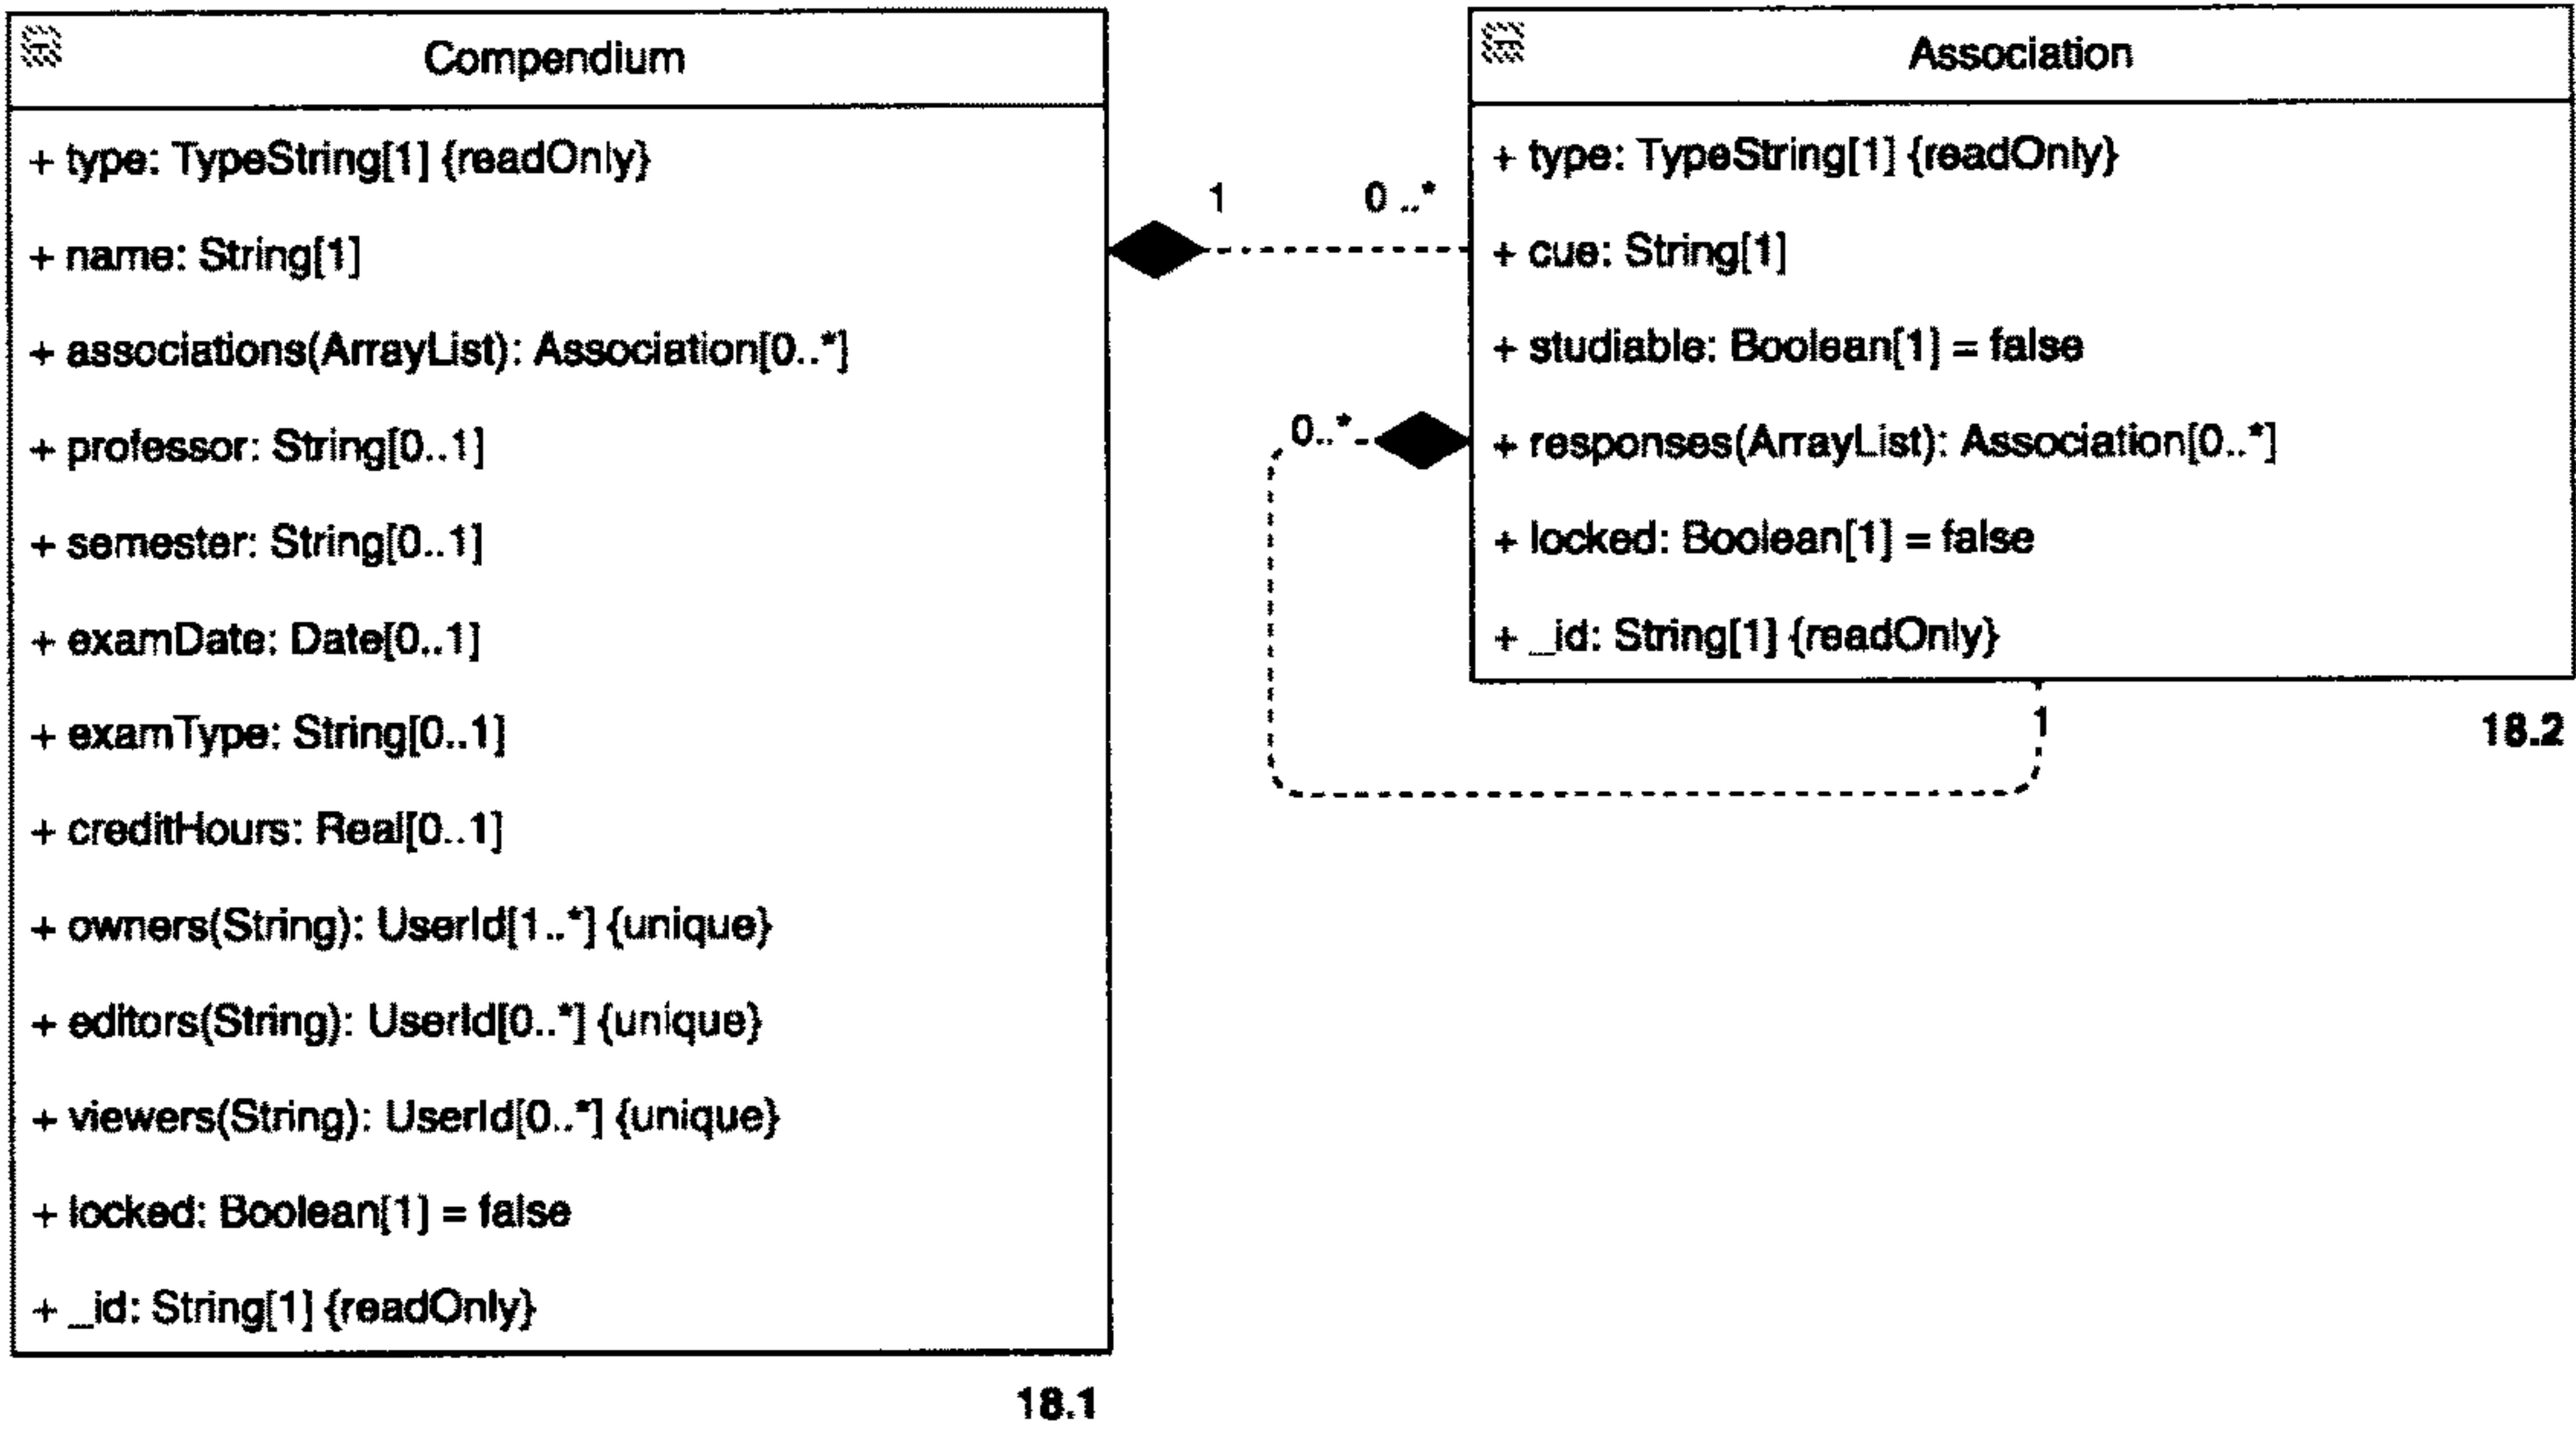 Compendium
+ type: TypeString[1] {readOnly}
+ name: String[1]
+ associations(ArrayList): Association[0..*]
+ professor: String[0..1]
+ semester: String[0..1]
+ examDate: Date[0..1]
+ examType: String[0..1]
+ creditHours: Real[0..1]
+ owners(String): UserId[1..*] {unique}
+ editors(String): UserId[0..*] {unique}
+ viewers(String): UserId[0..*] {unique}
+ locked: Boolean[1] = false
+ _id: String[1] {readOnly}
18.1
1
0 ..*
Association
+ type: TypeString[1] {readOnly}
+ cue: String[1]
+ studiable: Boolean[1] = false
+ responses(ArrayList): Association[0..*]
+ locked: Boolean[1] = false
+ _id: String[1] {readOnly}
0..*
1
18.2